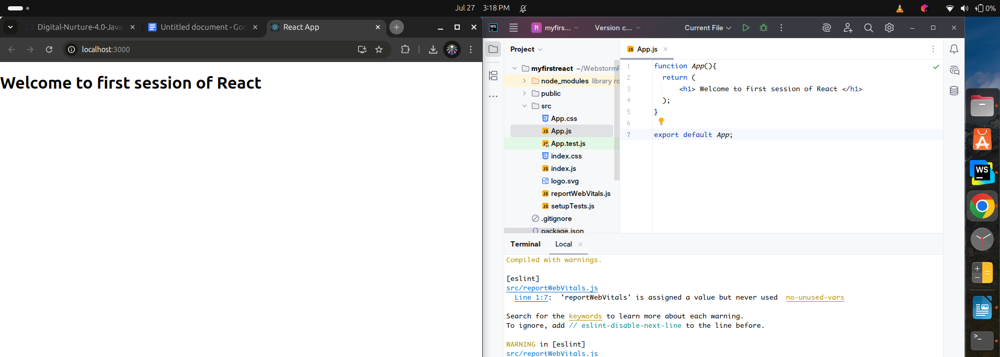 Jul 27 3:18 PM
0%
Digital-Nurture-4.0-Java
Untitled document - Goo
React App
localhost:3000
Welcome to first session of React
WS
M myfirs...
Version c...
Current File
Project
App.js
myfirstreact ~/WebstormP
node_modules library ro
public
src
App.css
App.js
App.test.js
index.css
index.js
logo.svg
reportWebVitals.js
setupTests.js
.gitignore
package.json
1 function App(){
2 return (
3 <h1> Welcome to first session of React </h1>
4 );
5 }
6
7 export default App;
Terminal Local
Compiled with warnings.
[eslint]
src/reportWebVitals.js
Line 1:7: 'reportWebVitals' is assigned a value but never used no-unused-vars
Search for the keywords to learn more about each warning.
To ignore, add // eslint-disable-next-line to the line before.
WARNING in [eslint]
src/reportWebVitals.js
WS